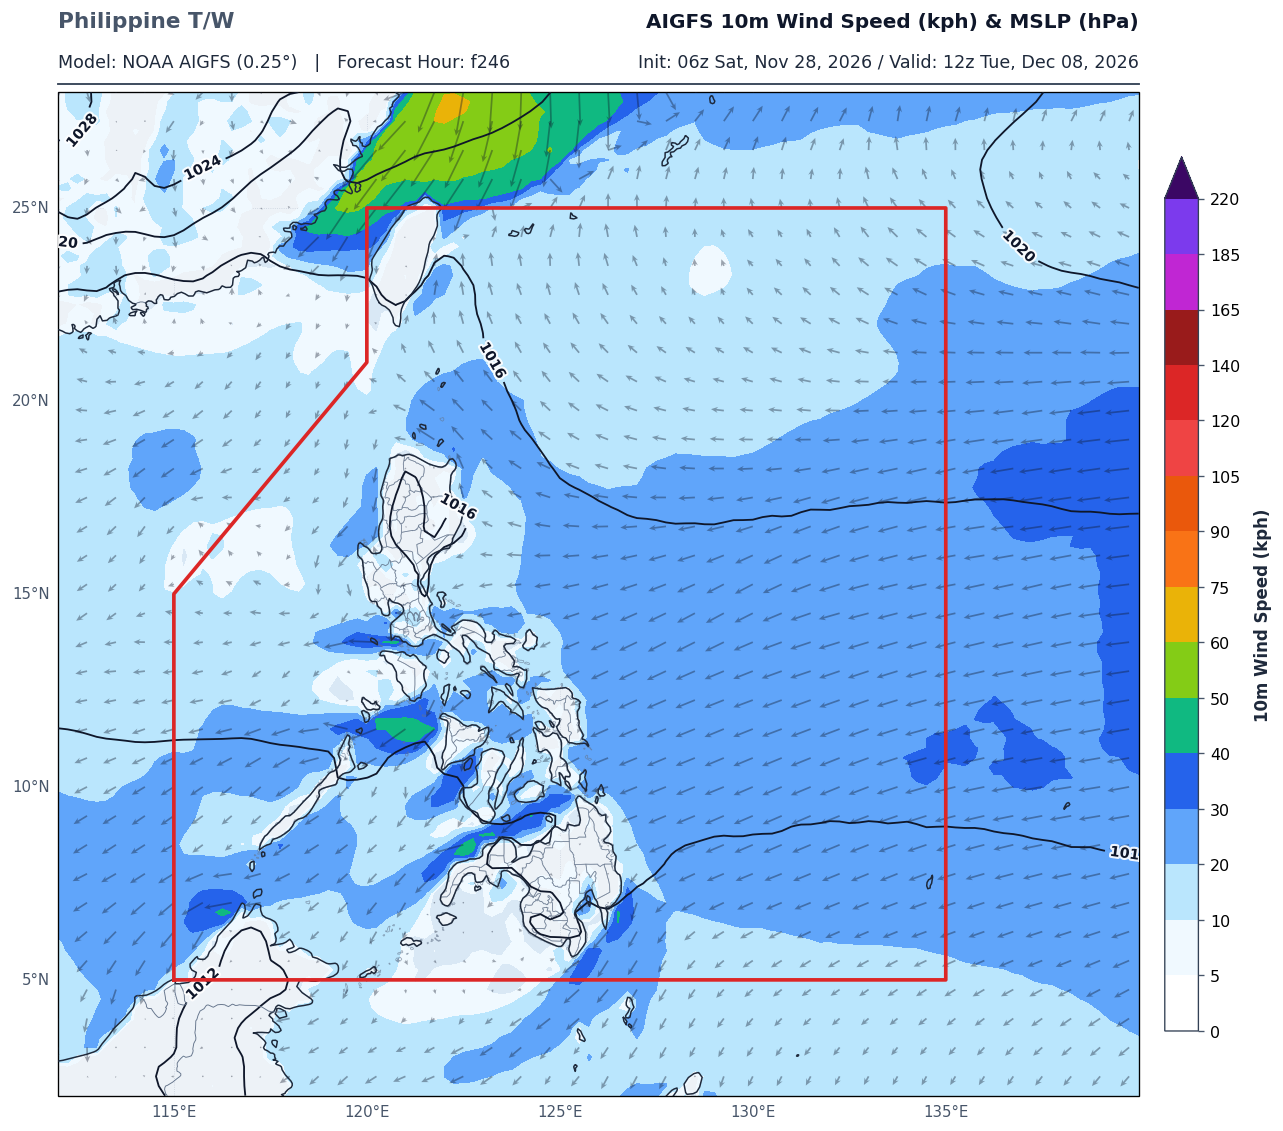 Philippine T/W
AIGFS 10m Wind Speed (kph) & MSLP (hPa)
Model: NOAA AIGFS (0.25°) | Forecast Hour: f246
Init: 06z Sat, Nov 28, 2026 / Valid: 12z Tue, Dec 08, 2026
1028
1024
20
1020
1016
1016
101
1012
25°N
20°N
15°N
10°N
5°N
115°E
120°E
125°E
130°E
135°E
220
185
165
140
120
105
90
75
60
50
40
30
20
10
5
0
10m Wind Speed (kph)